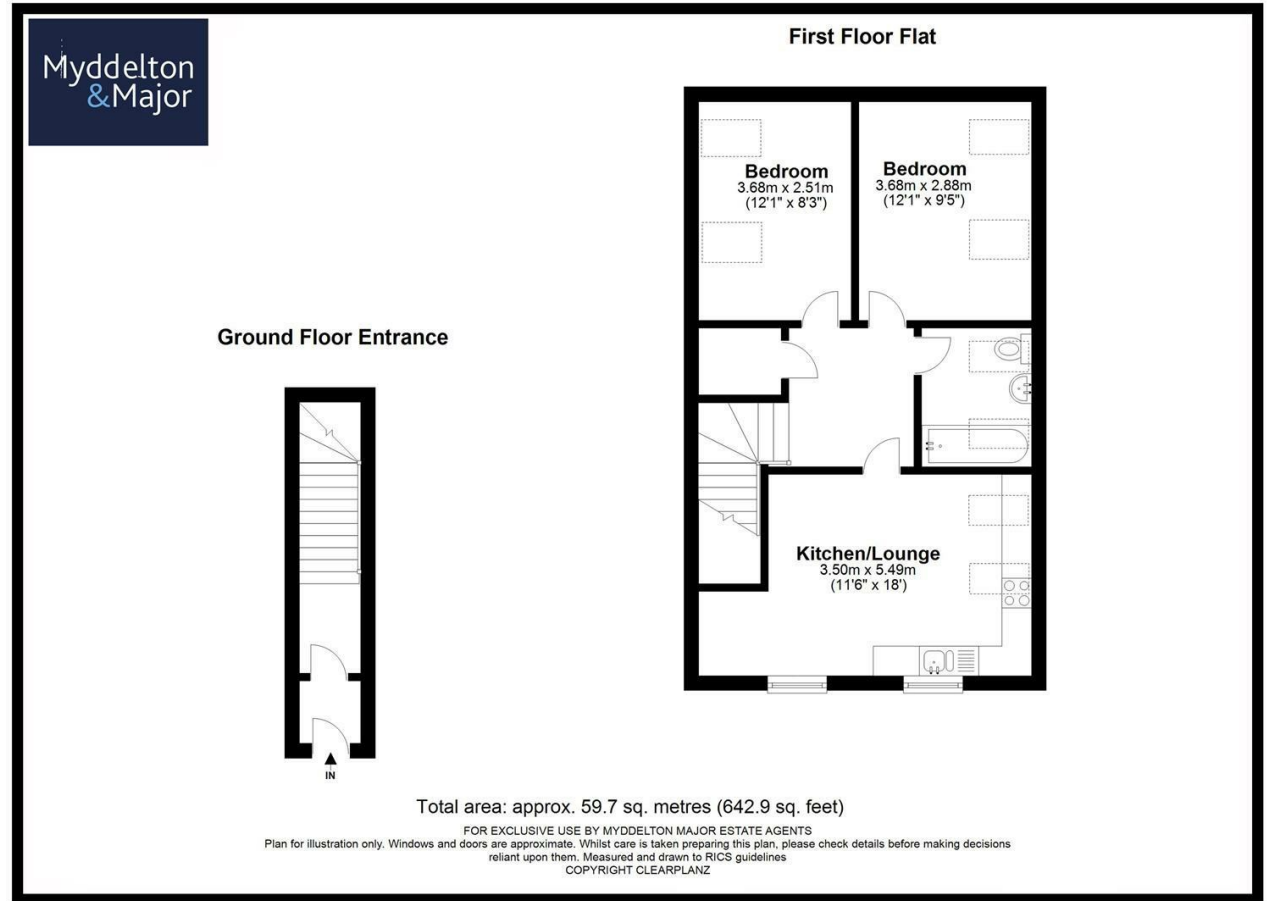 Myddelton
&Major
First Floor Flat
Bedroom
3.68m x 2.51m
(12'1" x 8'3")
Bedroom
3.68m x 2.88m
(12'1" x 9'5")
Ground Floor Entrance
Kitchen/Lounge
3.50m x 5.49m
(11'6" x 18')
IN
Total area: approx. 59.7 sq. metres (642.9 sq. feet)
FOR EXCLUSIVE USE BY MYDDELTON MAJOR ESTATE AGENTS
Plan for illustration only. Windows and doors are approximate. Whilst care is taken preparing this plan, please check details before making decisions
reliant upon them. Measured and drawn to RICS guidelines
COPYRIGHT CLEARPLANZ